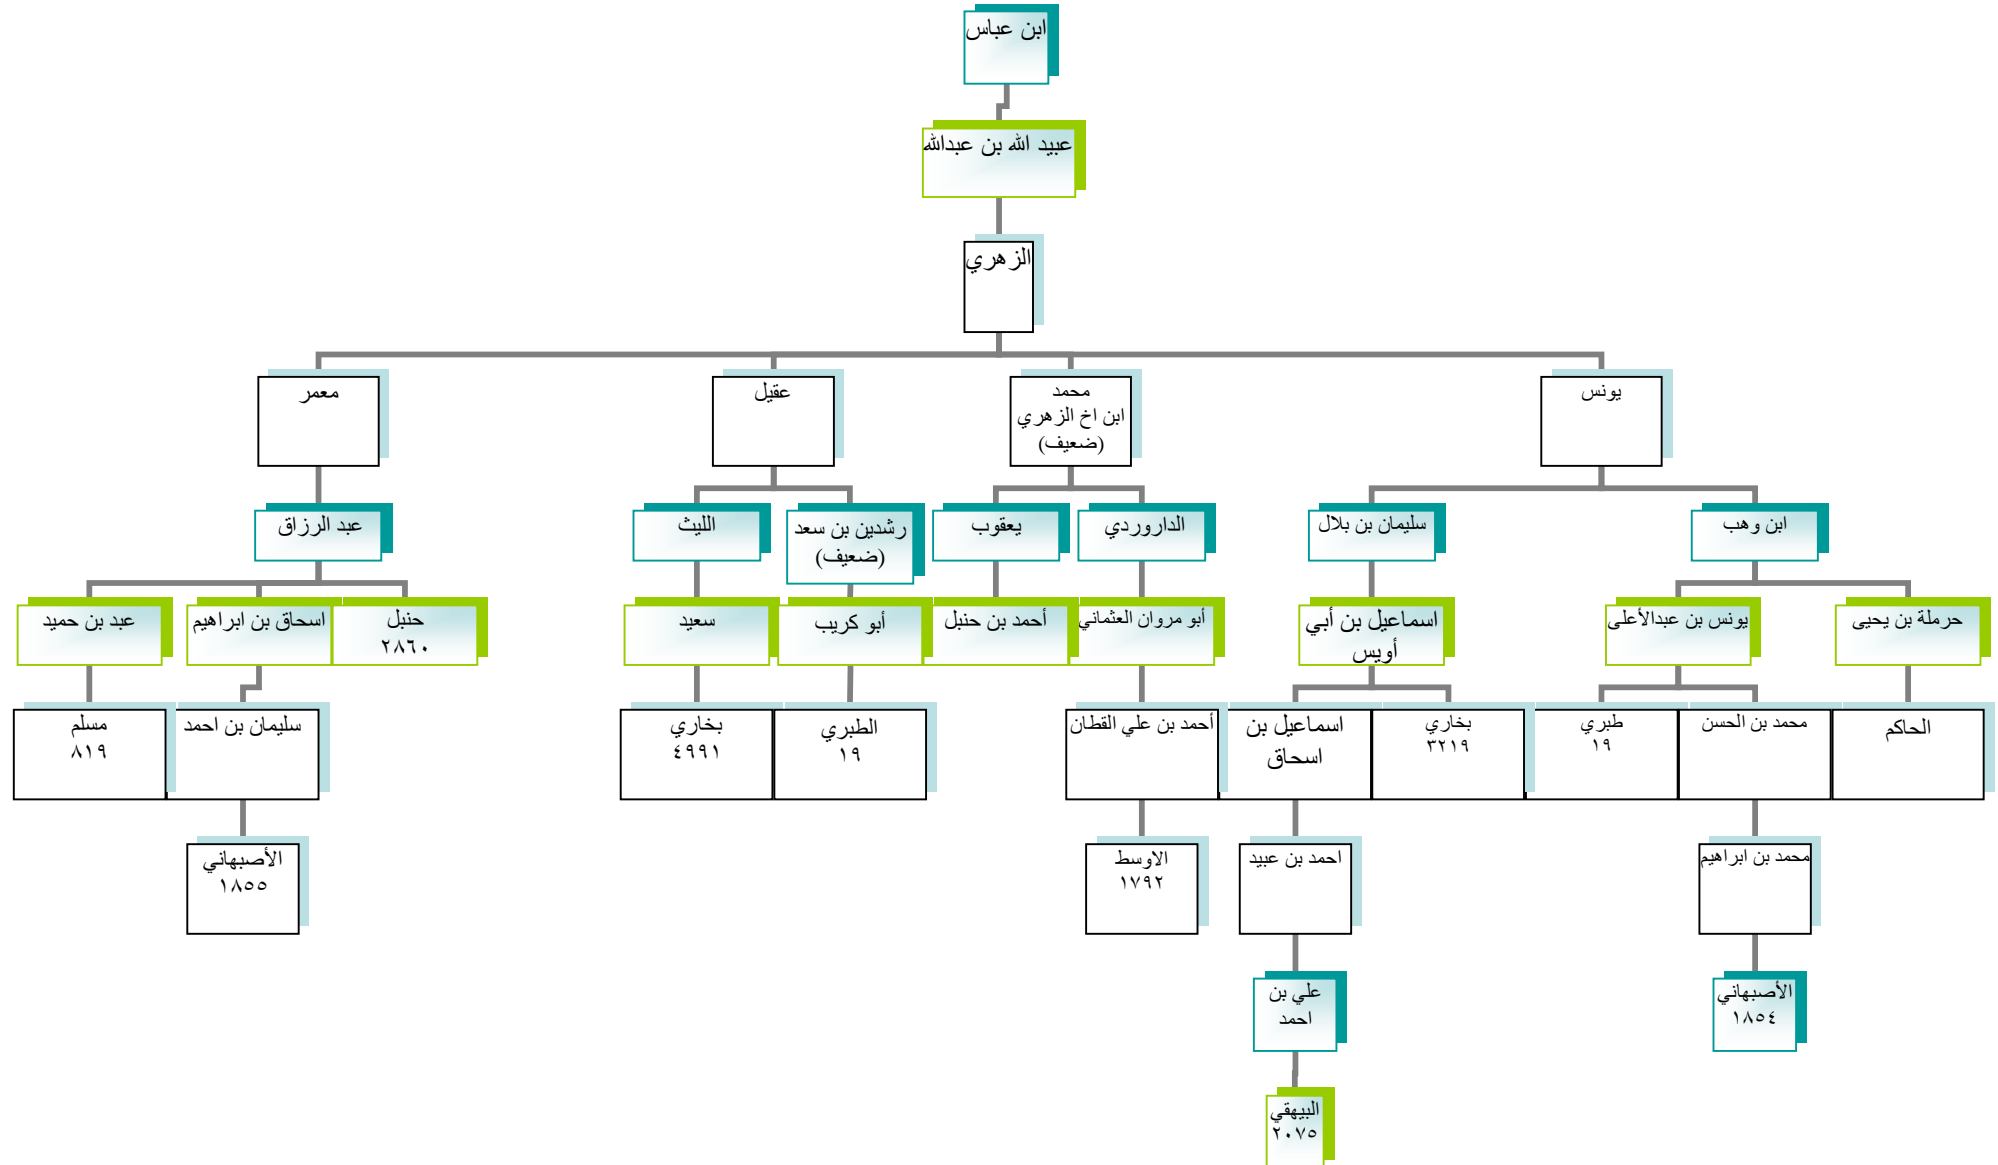 ابن عباس
عبيد الله بن عبدالله
الزهري
يونس
محمد
ابن اخ الزهري
(ضعيف)
عقيل
معمر
ابن وهب
سليمان بن بلال
الداروردي
يعقوب
رشدين بن سعد
(ضعيف)
الليث
عبد الرزاق
حرملة بن يحيى
يونس بن عبدالأعلى
اسماعيل بن أبي
أويس
أبو مروان العثماني
أحمد بن حنبل
أبو كريب
سعيد
حنبل
٢٨٦٠
اسحاق بن ابراهيم
عبد بن حميد
الحاكم
محمد بن الحسن
طبري
١٩
بخاري
٣٢١٩
اسماعيل بن
اسحاق
أحمد بن علي القطان
الطبري
١٩
بخاري
٤٩٩١
سليمان بن احمد
مسلم
٨١٩
محمد بن ابراهيم
احمد بن عبيد
الاوسط
١٧٩٢
الأصبهاني
١٨٥٥
الأصبهاني
١٨٥٤
علي بن
احمد
البيهقي
٢٠٧٥